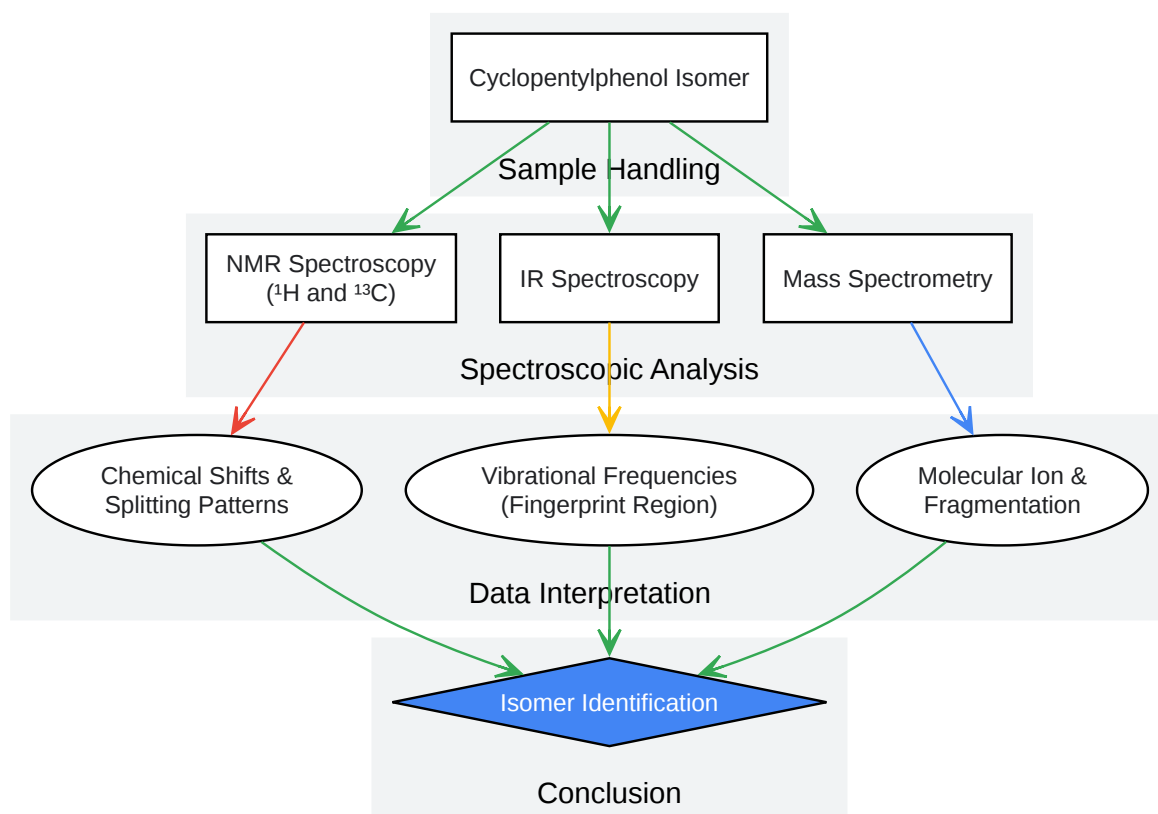 Cyclopentylphenol Isomer
Sample Handling
NMR Spectroscopy
(¹H and ¹³C)
IR Spectroscopy
Mass Spectrometry
Spectroscopic Analysis
Chemical Shifts &
Splitting Patterns
Vibrational Frequencies
(Fingerprint Region)
Molecular Ion &
Fragmentation
Data Interpretation
Isomer Identification
Conclusion